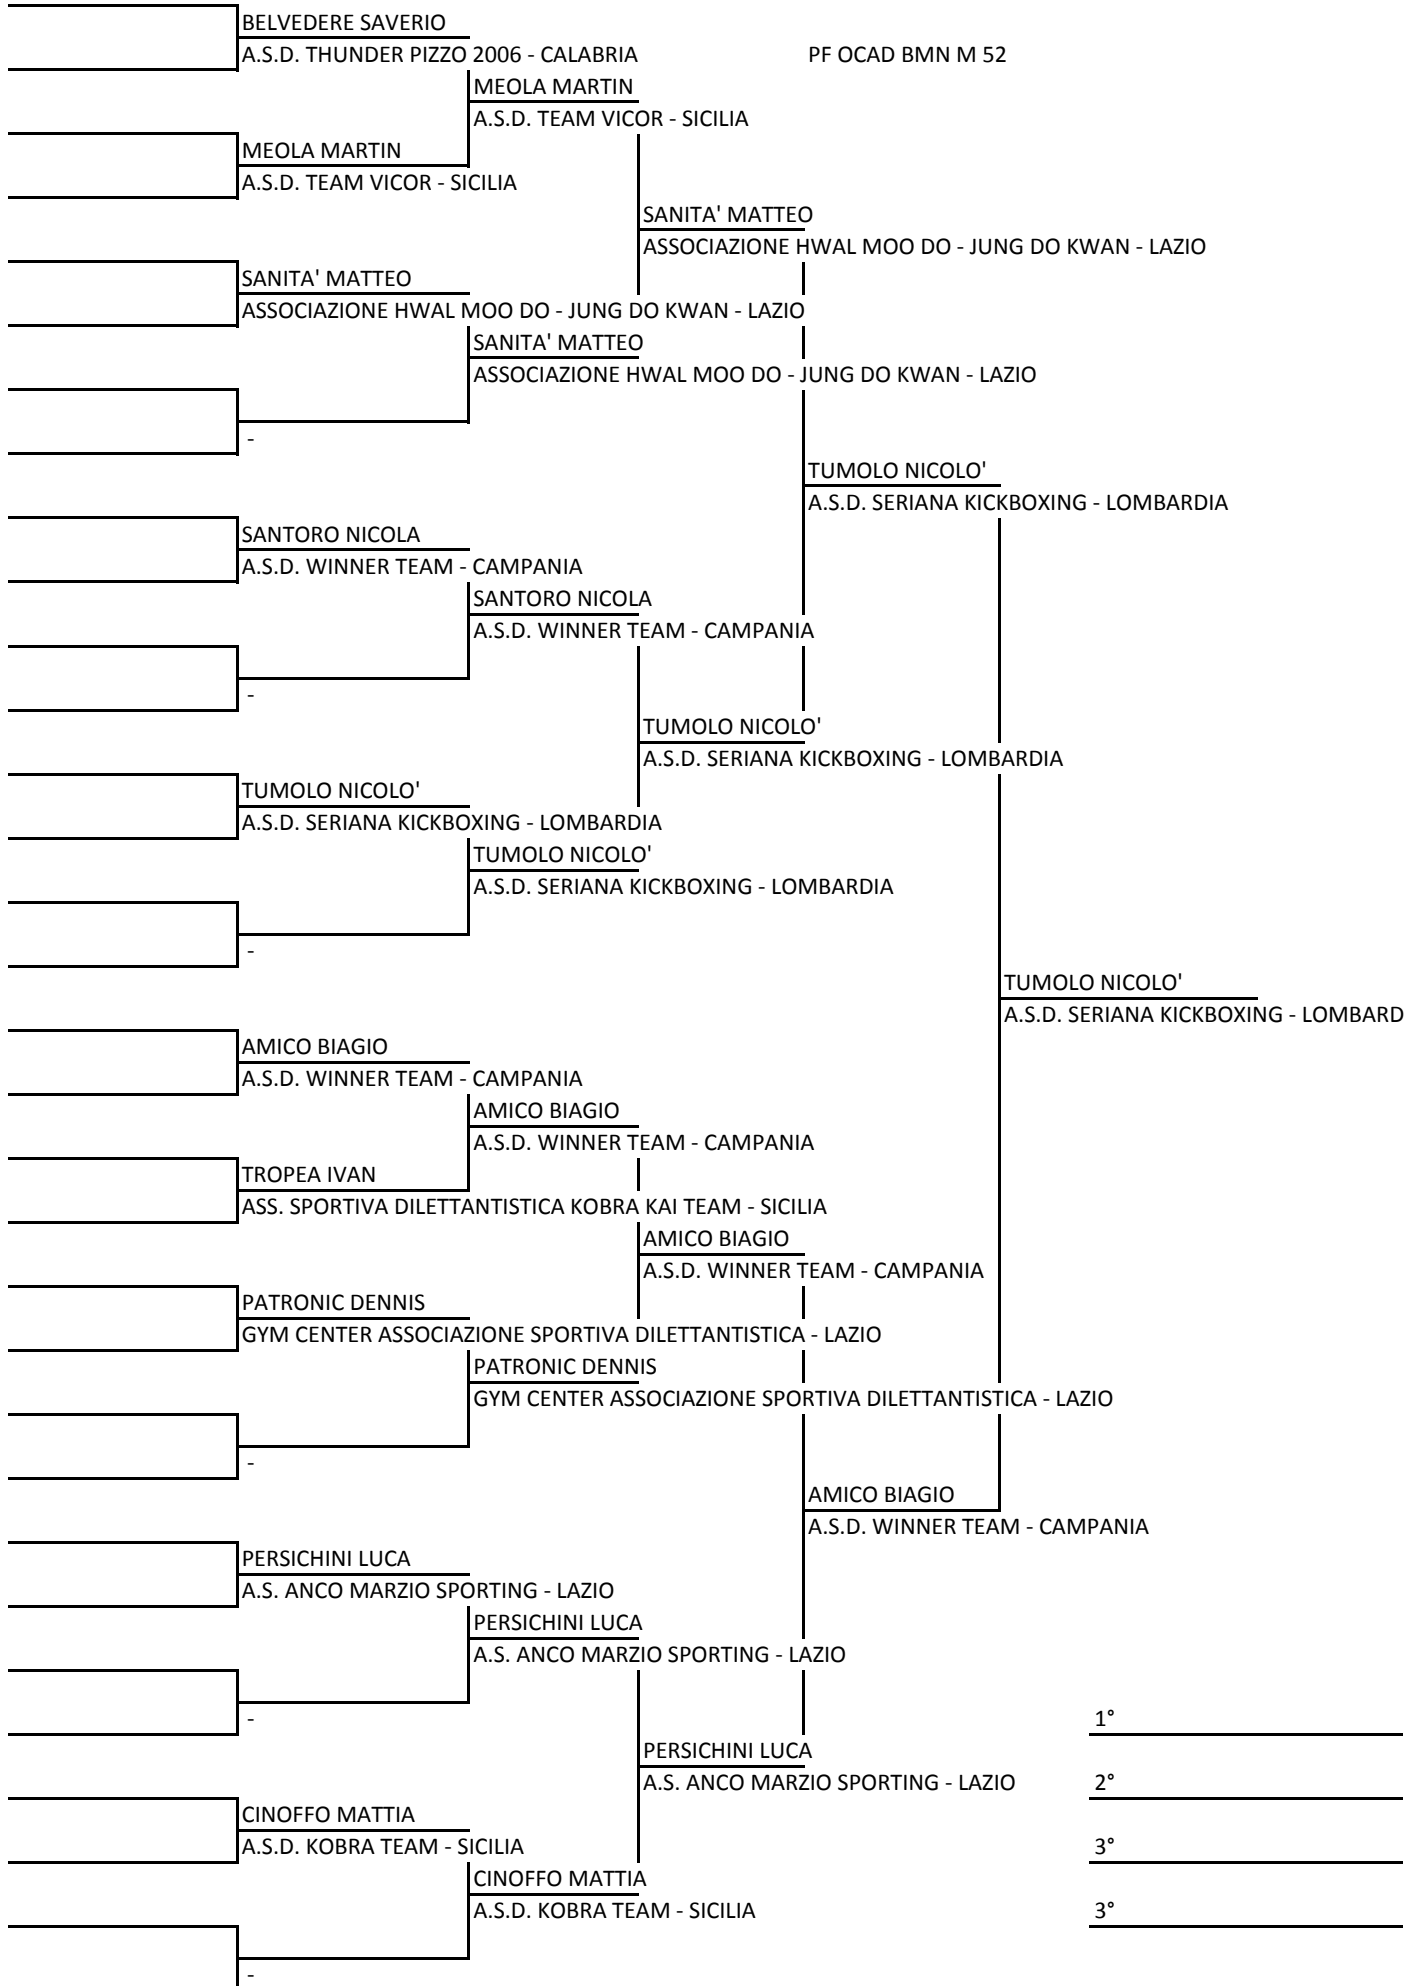 BELVEDERE SAVERIO
A.S.D. THUNDER PIZZO 2006 - CALABRIA
PF OCAD BMN M 52
MEOLA MARTIN
A.S.D. TEAM VICOR - SICILIA
MEOLA MARTIN
A.S.D. TEAM VICOR - SICILIA
SANITA' MATTEO
ASSOCIAZIONE HWAL MOO DO - JUNG DO KWAN - LAZIO
SANITA' MATTEO
ASSOCIAZIONE HWAL MOO DO - JUNG DO KWAN - LAZIO
SANITA' MATTEO
ASSOCIAZIONE HWAL MOO DO - JUNG DO KWAN - LAZIO
-
TUMOLO NICOLO'
A.S.D. SERIANA KICKBOXING - LOMBARDIA
SANTORO NICOLA
A.S.D. WINNER TEAM - CAMPANIA
SANTORO NICOLA
A.S.D. WINNER TEAM - CAMPANIA
-
TUMOLO NICOLO'
A.S.D. SERIANA KICKBOXING - LOMBARDIA
TUMOLO NICOLO'
A.S.D. SERIANA KICKBOXING - LOMBARDIA
TUMOLO NICOLO'
A.S.D. SERIANA KICKBOXING - LOMBARDIA
-
TUMOLO NICOLO'
A.S.D. SERIANA KICKBOXING - LOMBARD
AMICO BIAGIO
A.S.D. WINNER TEAM - CAMPANIA
AMICO BIAGIO
A.S.D. WINNER TEAM - CAMPANIA
TROPEA IVAN
ASS. SPORTIVA DILETTANTISTICA KOBRA KAI TEAM - SICILIA
AMICO BIAGIO
A.S.D. WINNER TEAM - CAMPANIA
PATRONIC DENNIS
GYM CENTER ASSOCIAZIONE SPORTIVA DILETTANTISTICA - LAZIO
PATRONIC DENNIS
GYM CENTER ASSOCIAZIONE SPORTIVA DILETTANTISTICA - LAZIO
-
AMICO BIAGIO
A.S.D. WINNER TEAM - CAMPANIA
PERSICHINI LUCA
A.S. ANCO MARZIO SPORTING - LAZIO
PERSICHINI LUCA
A.S. ANCO MARZIO SPORTING - LAZIO
-
1°
PERSICHINI LUCA
A.S. ANCO MARZIO SPORTING - LAZIO
2°
CINOFFO MATTIA
A.S.D. KOBRA TEAM - SICILIA
3°
CINOFFO MATTIA
A.S.D. KOBRA TEAM - SICILIA
3°
-